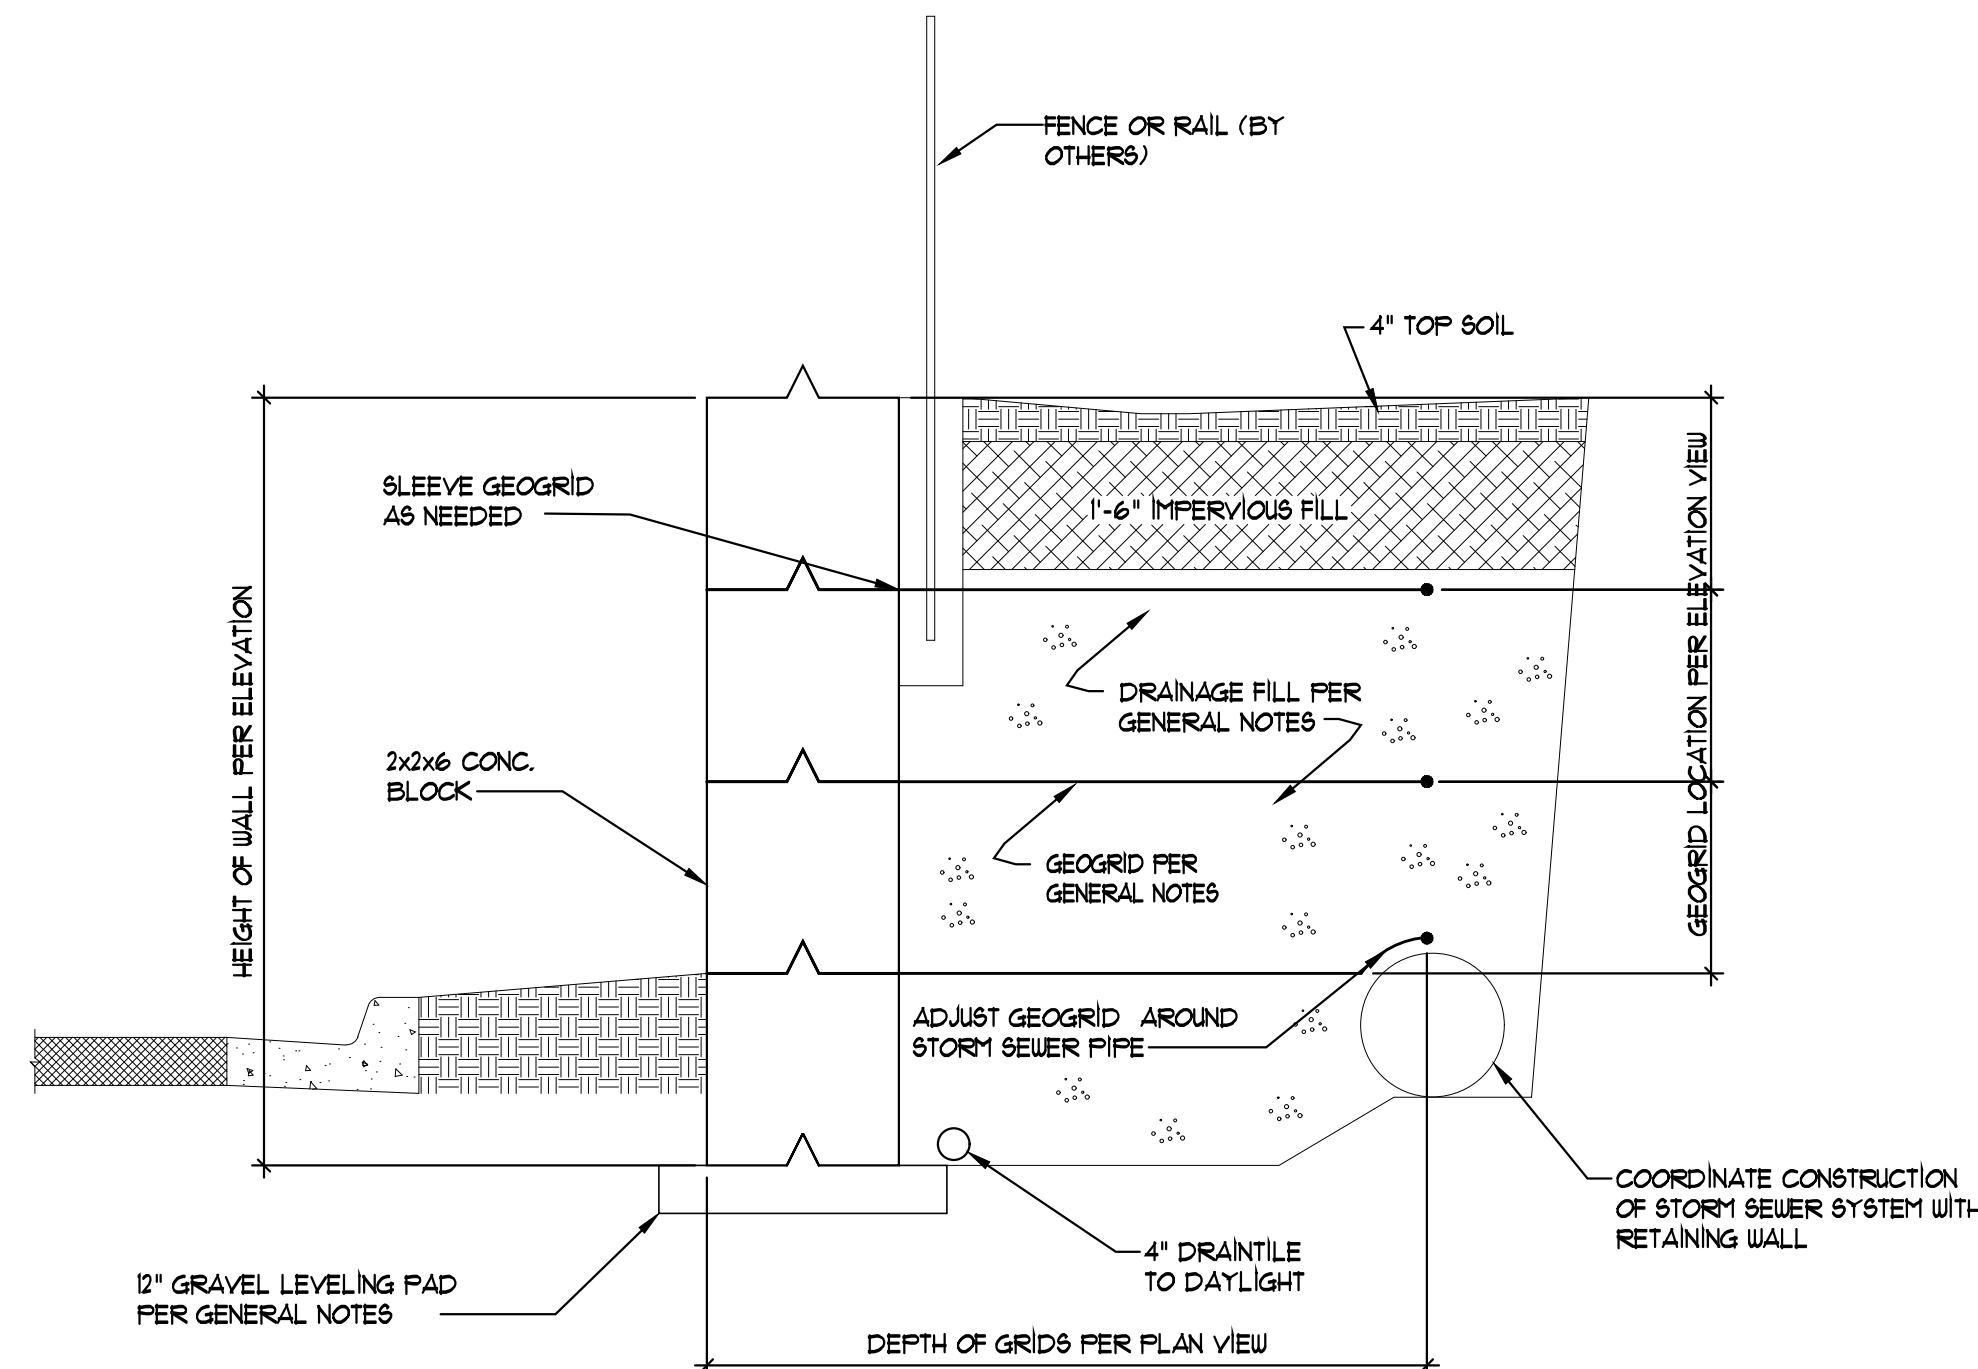 FENCE OR RAIL (BY
OTHERS)
4" TOP SOIL
SLEEVE GEOGRID
AS NEEDED
1'-6" IMPERVIOUS FILL
HEIGHT OF WALL PER ELEVATION
GEOGRID LOCATION PER ELEVATION VIEW
DRAINAGE FILL PER
GENERAL NOTES
2x2x6 CONC.
BLOCK
GEOGRID PER
GENERAL NOTES
ADJUST GEOGRID AROUND
STORM SEWER PIPE
COORDINATE CONSTRUCTION
OF STORM SEWER SYSTEM WITH
RETAINING WALL
4" DRAINTILE
TO DAYLIGHT
12" GRAVEL LEVELING PAD
PER GENERAL NOTES
DEPTH OF GRIDS PER PLAN VIEW